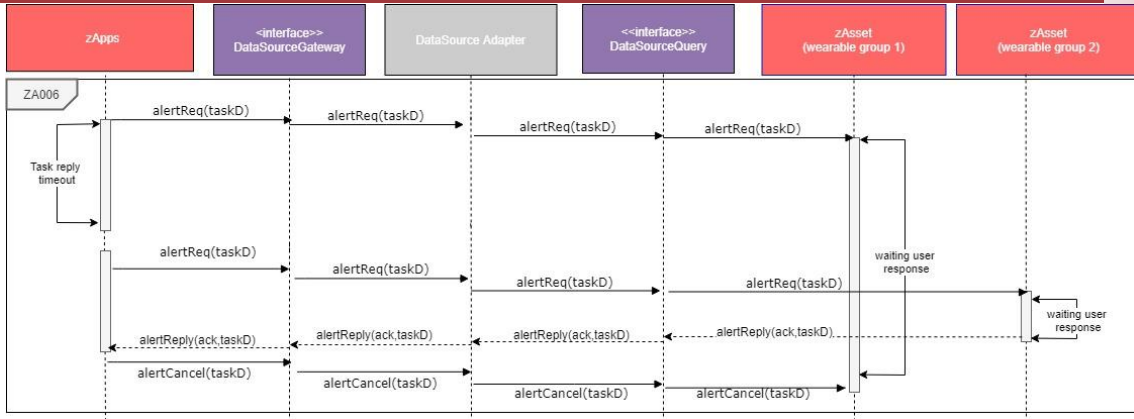 zApps
<interface>>
DataSourceGateway
DataSource Adapter
<<interface>>
DataSourceQuery
zAsset
(wearable group 1)
zAsset
(wearable group 2)
ZA006
alertReq(taskD)
alertReq(taskD)
alertReq(taskD)
alertReq(taskD)
Task reply
timeout
alertReq(taskD)
alertReq(taskD)
alertReq(taskD)
alertReq(taskD)
waiting user
response
waiting user
response
alertReply(ack,taskD)
alertReply(ack,taskD)
alertReply(ack,taskD)
alertReply(ack,taskD)
alertCancel(taskD)
alertCancel(taskD)
alertCancel(taskD)
alertCancel(taskD)